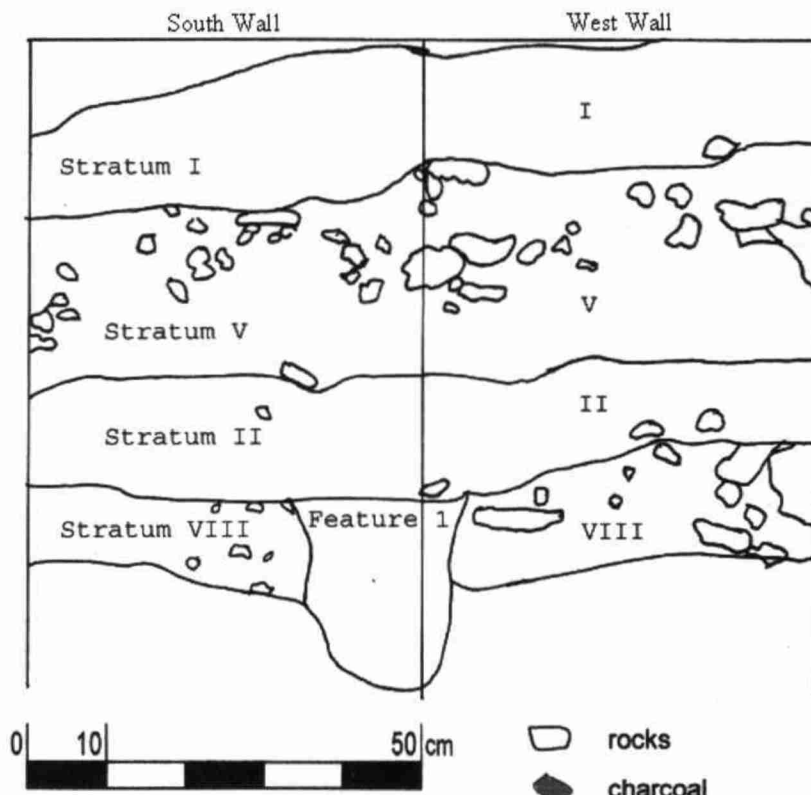 South Wall West Wall
I
Stratum I
V
Stratum V
II
Stratum II
Feature 1
Stratum VIII VIII
0 10 50 cm
rocks
charcoal